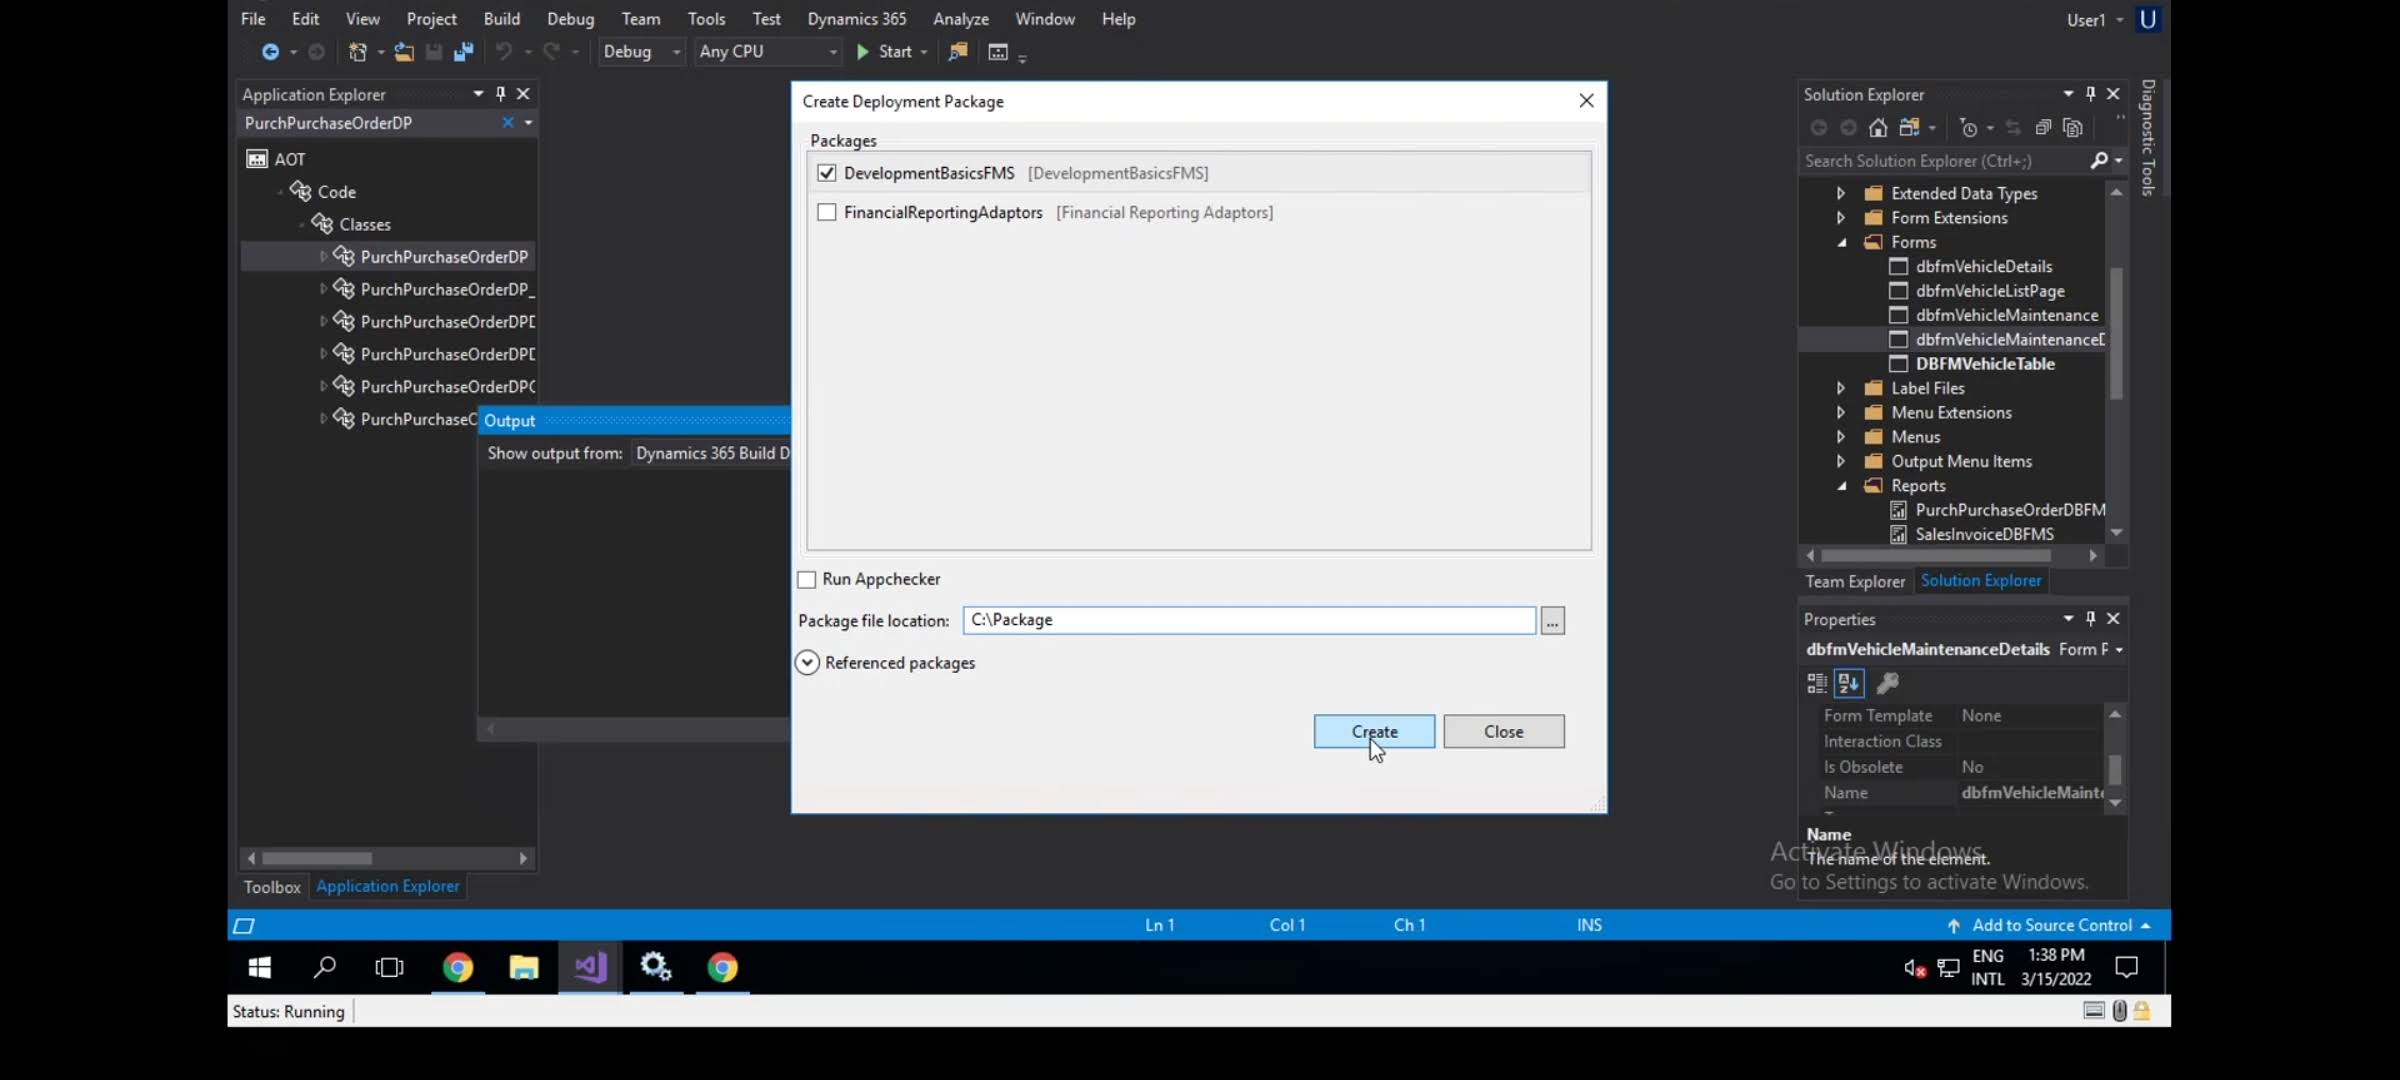 File Edit View Project Build Debug Team Tools Test Dynamics 365 Analyze Window Help
User1 U
Debug Any CPU Start
Application Explorer
PurchPurchaseOrderDP
AOT
Code
Classes
PurchPurchaseOrderDP
PurchPurchaseOrderDP_
PurchPurchaseOrderDPD
PurchPurchaseOrderDPD
PurchPurchaseOrderDPC
PurchPurchaseO
Toolbox Application Explorer
Output
Show output from: Dynamics 365 Build D
Create Deployment Package
Packages
DevelopmentBasicsFMS [DevelopmentBasicsFMS]
FinancialReportingAdaptors [Financial Reporting Adaptors]
Run Appchecker
Package file location: C:\Package ...
Referenced packages
Create Close
Solution Explorer
Search Solution Explorer (Ctrl+;)
Extended Data Types
Form Extensions
Forms
dbfmVehicleDetails
dbfmVehicleListPage
dbfmVehicleMaintenance
dbfmVehicleMaintenanceD
DBFMVehicleTable
Label Files
Menu Extensions
Menus
Output Menu Items
Reports
PurchPurchaseOrderDBFM
SalesInvoiceDBFMS
Team Explorer Solution Explorer
Diagnostic Tools
Properties
dbfmVehicleMaintenanceDetails Form P
Form Template None
Interaction Class
Is Obsolete No
Name dbfmVehicleMainte
Name
The name of the element.
Activate Windows
Go to Settings to activate Windows.
Ln 1 Col 1 Ch 1 INS Add to Source Control
ENG 1:38 PM
INTL 3/15/2022
Status: Running